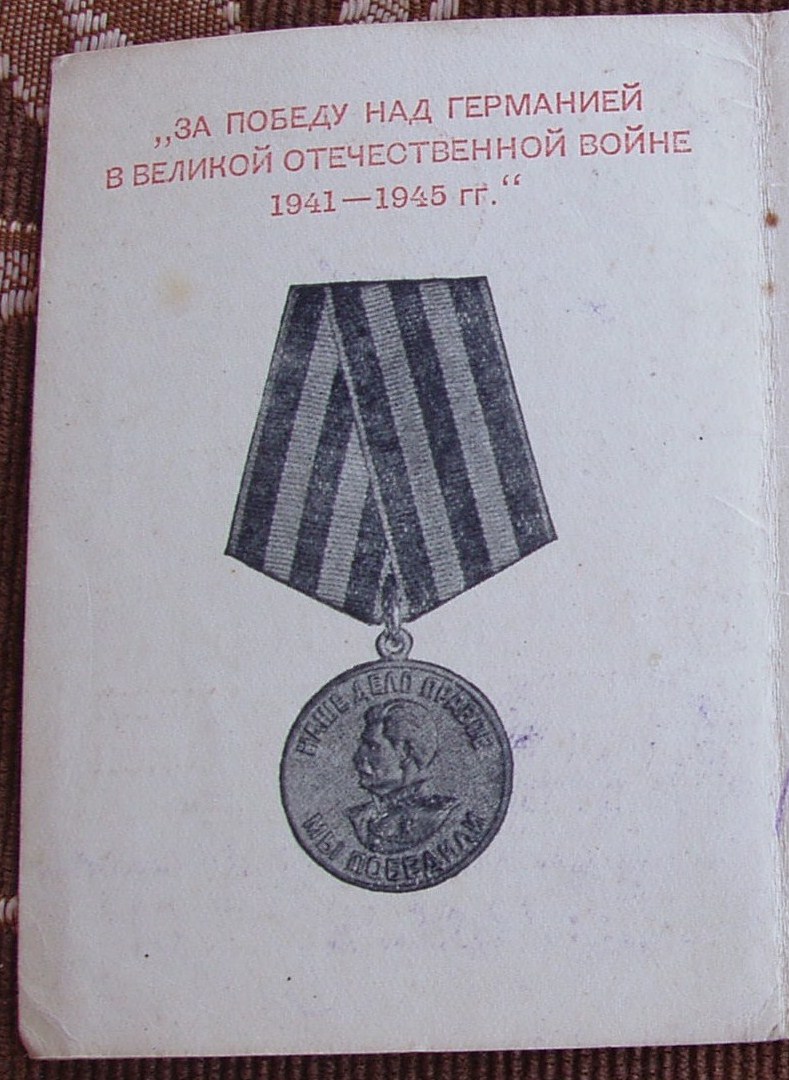 „ЗА ПОБЕДУ НАД ГЕРМАНИЕЙ
В ВЕЛИКОЙ ОТЕЧЕСТВЕННОЙ ВОЙНЕ
1941—1945 гг.“
НАШЕ ДЕЛО ПРАВОЕ
МЫ ПОБЕДИЛИ